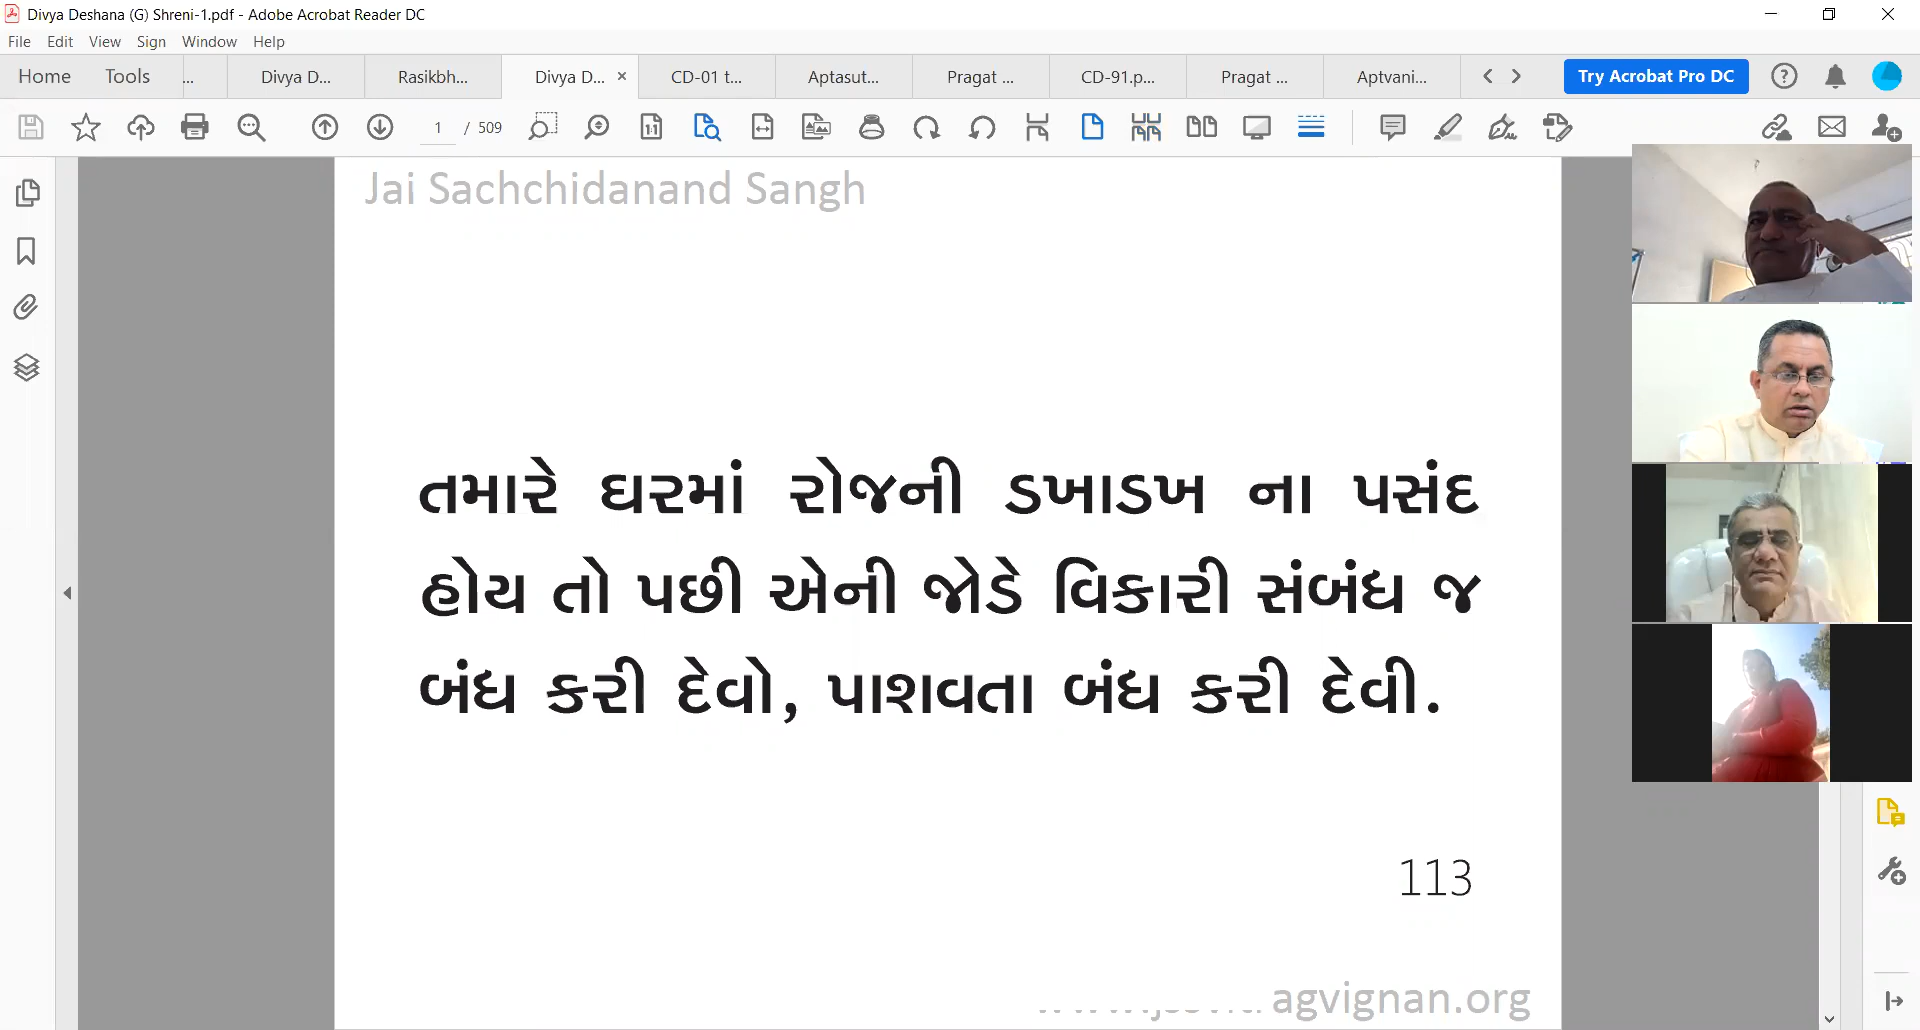 Divya Deshana (G) Shreni-1.pdf - Adobe Acrobat Reader DC
File Edit View Sign Window Help
Home Tools ... Divya D... Rasikbh... Divya D... CD-01 t... Aptasut... Pragat ... CD-91.p... Pragat ... Aptvani... Try Acrobat Pro DC
1 / 509
Jai Sachchidanand Sangh
તમારે ઘરમાં રોજની ડખાડખ ના પસંદ
હોય તો પછી એની જોડે વિકારી સંબંધ જ
બંધ કરી દેવો, પાશવતા બંધ કરી દેવી.
113
agvignan.org